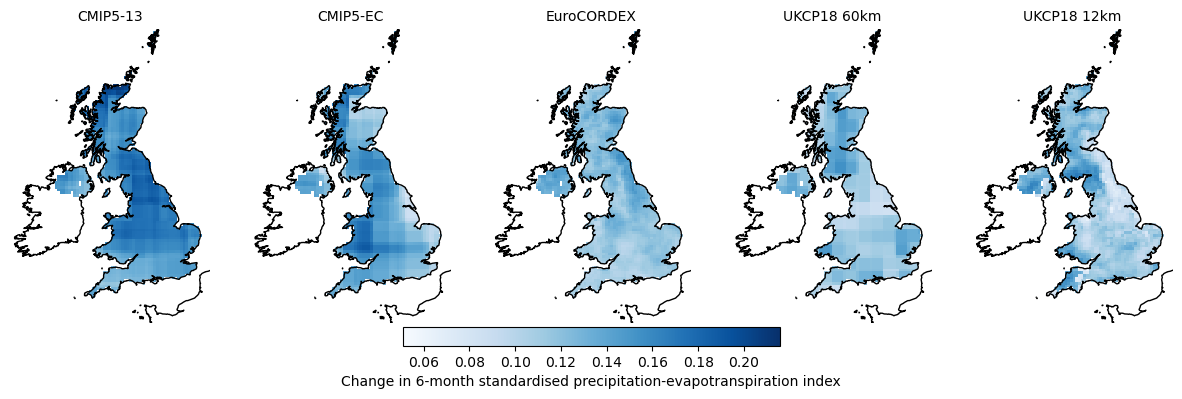 CMIP5-13 CMIP5-EC EuroCORDEX UKCP18 60km UKCP18 12km
0.06 0.08 0.10 0.12 0.14 0.16 0.18 0.20
Change in 6-month standardised precipitation-evapotranspiration index